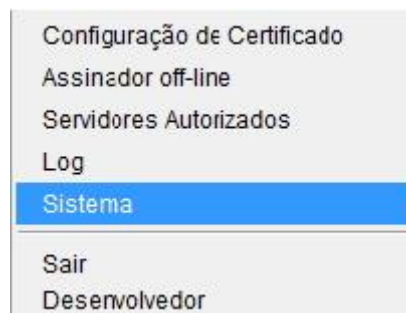 Configuração de Certificado
Assinador off-line
Servidores Autorizados
Log
Sistema
Sair
Desenvolvedor